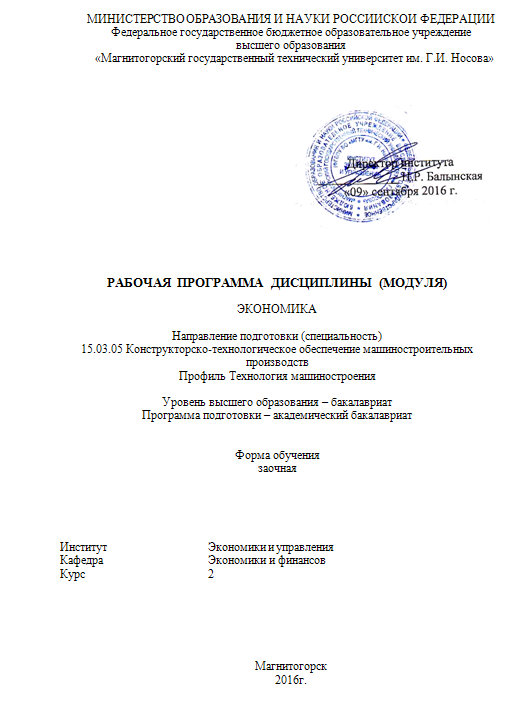 МИНИСТЕРСТВО ОБРАЗОВАНИЯ И НАУКИ РОССИЙСКОЙ ФЕДЕРАЦИИ
Федеральное государственное бюджетное образовательное учреждение
высшего образования
«Магнитогорский государственный технический университет им. Г.И. Носова»
Директор института
Н.Р. Балынская
«09» сентября 2016 г.
РАБОЧАЯ ПРОГРАММА ДИСЦИПЛИНЫ (МОДУЛЯ)
ЭКОНОМИКА
Направление подготовки (специальность)
15.03.05 Конструкторско-технологическое обеспечение машиностроительных
производств
Профиль Технология машиностроения
Уровень высшего образования – бакалавриат
Программа подготовки – академический бакалавриат
Форма обучения
заочная
Институт Экономики и управления
Кафедра Экономики и финансов
Курс 2
Магнитогорск
2016г.